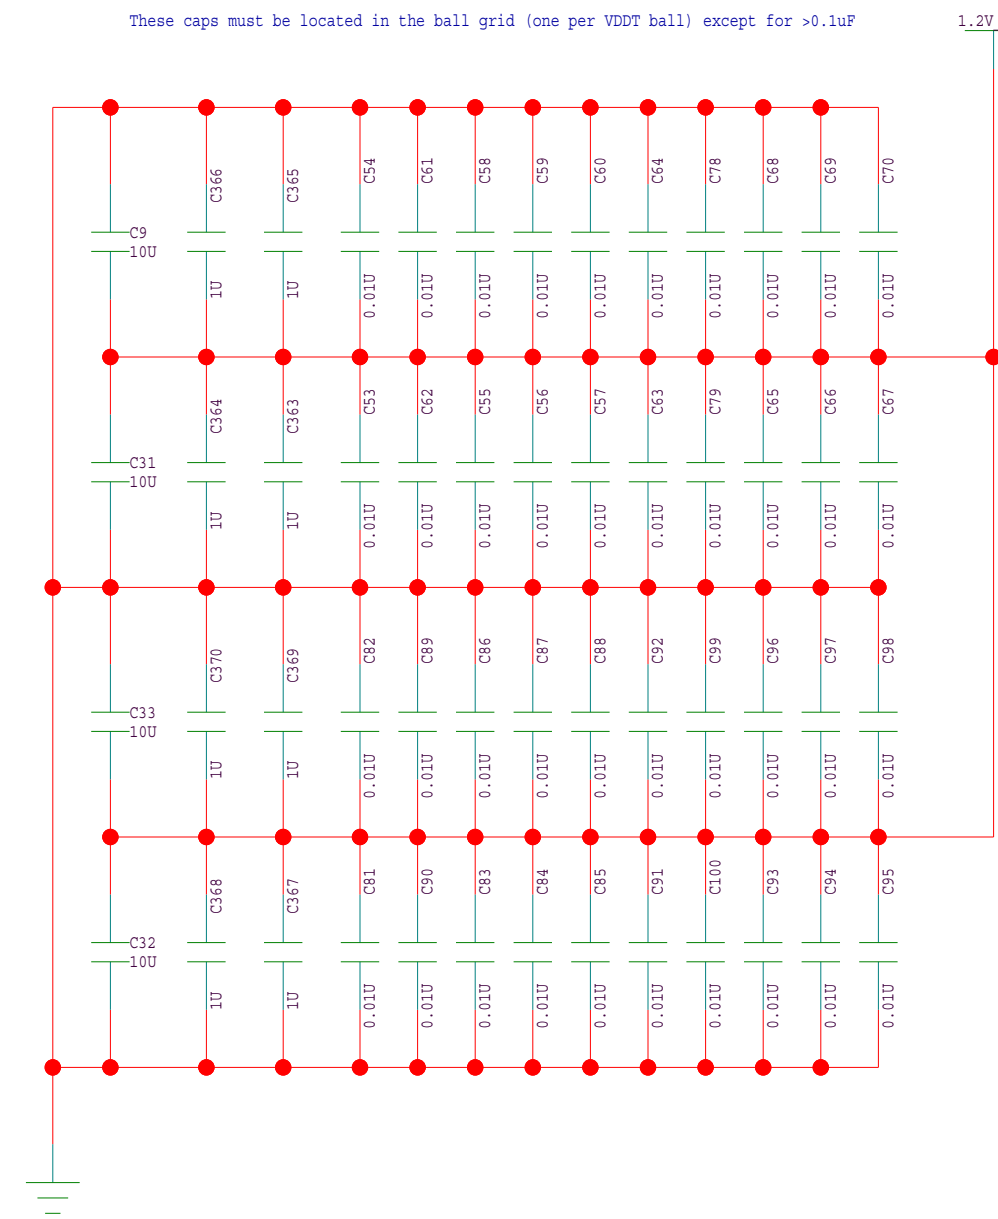 These caps must be located in the ball grid (one per VDDT ball) except for >0.1uF
1.2V
C9
10U
C366
1U
C365
1U
C54
0.01U
C61
0.01U
C58
0.01U
C59
0.01U
C60
0.01U
C64
0.01U
C78
0.01U
C68
0.01U
C69
0.01U
C70
0.01U
C31
10U
C364
1U
C363
1U
C53
0.01U
C62
0.01U
C55
0.01U
C56
0.01U
C57
0.01U
C63
0.01U
C79
0.01U
C65
0.01U
C66
0.01U
C67
0.01U
C33
10U
C370
1U
C369
1U
C82
0.01U
C89
0.01U
C86
0.01U
C87
0.01U
C88
0.01U
C92
0.01U
C99
0.01U
C96
0.01U
C97
0.01U
C98
0.01U
C32
10U
C368
1U
C367
1U
C81
0.01U
C90
0.01U
C83
0.01U
C84
0.01U
C85
0.01U
C91
0.01U
C100
0.01U
C93
0.01U
C94
0.01U
C95
0.01U